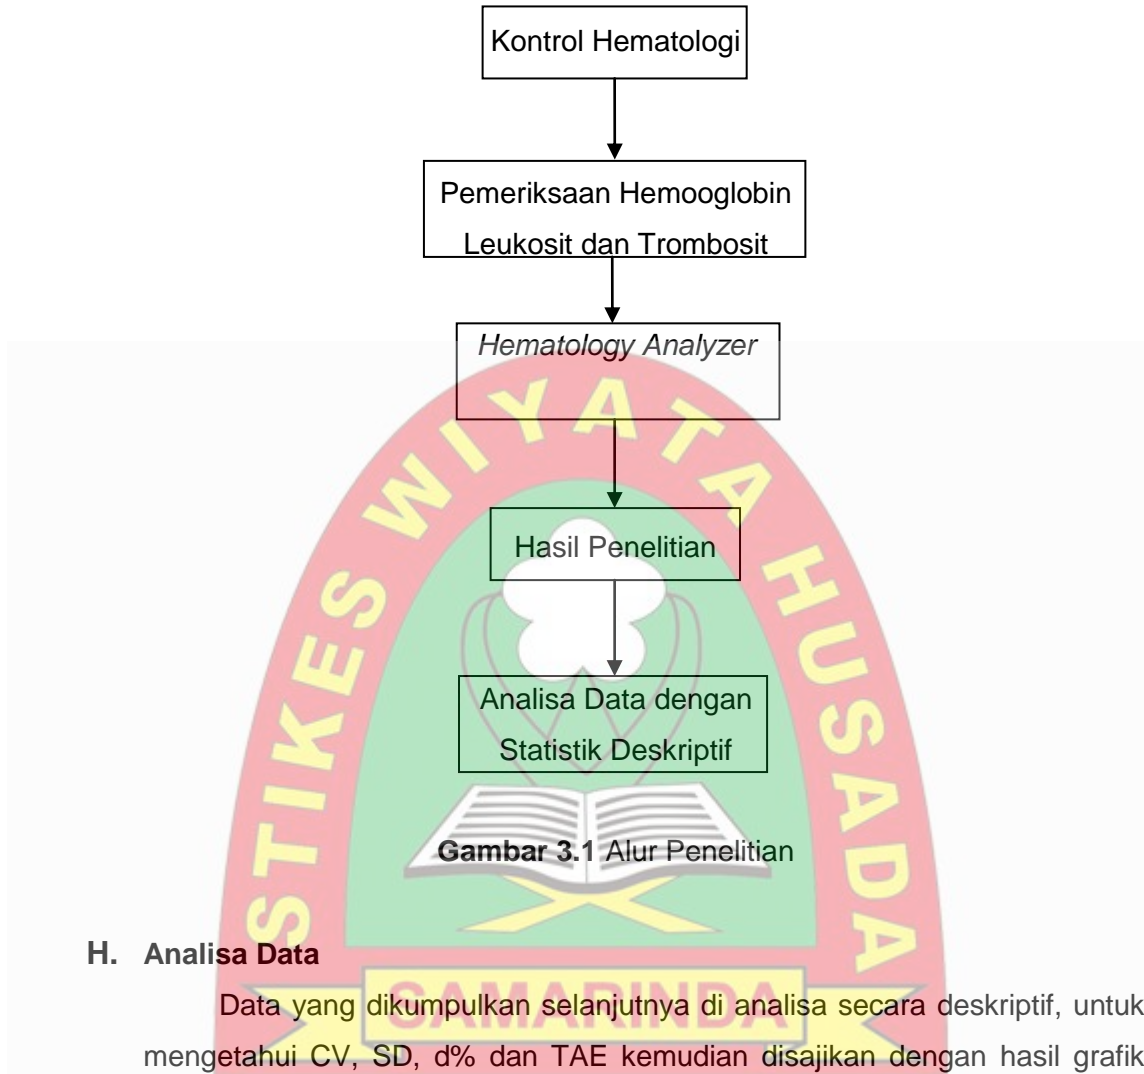 Kontrol Hematologi
Pemeriksaan Hemooglobin
Leukosit dan Trombosit
Hematology Analyzer
Hasil Penelitian
Analisa Data dengan
Statistik Deskriptif
Gambar 3.1 Alur Penelitian
H. Analisa Data
Data yang dikumpulkan selanjutnya di analisa secara deskriptif, untuk
mengetahui CV, SD, d% dan TAE kemudian disajikan dengan hasil grafik
STIKES WIYATA HUSADA
SAMARINDA